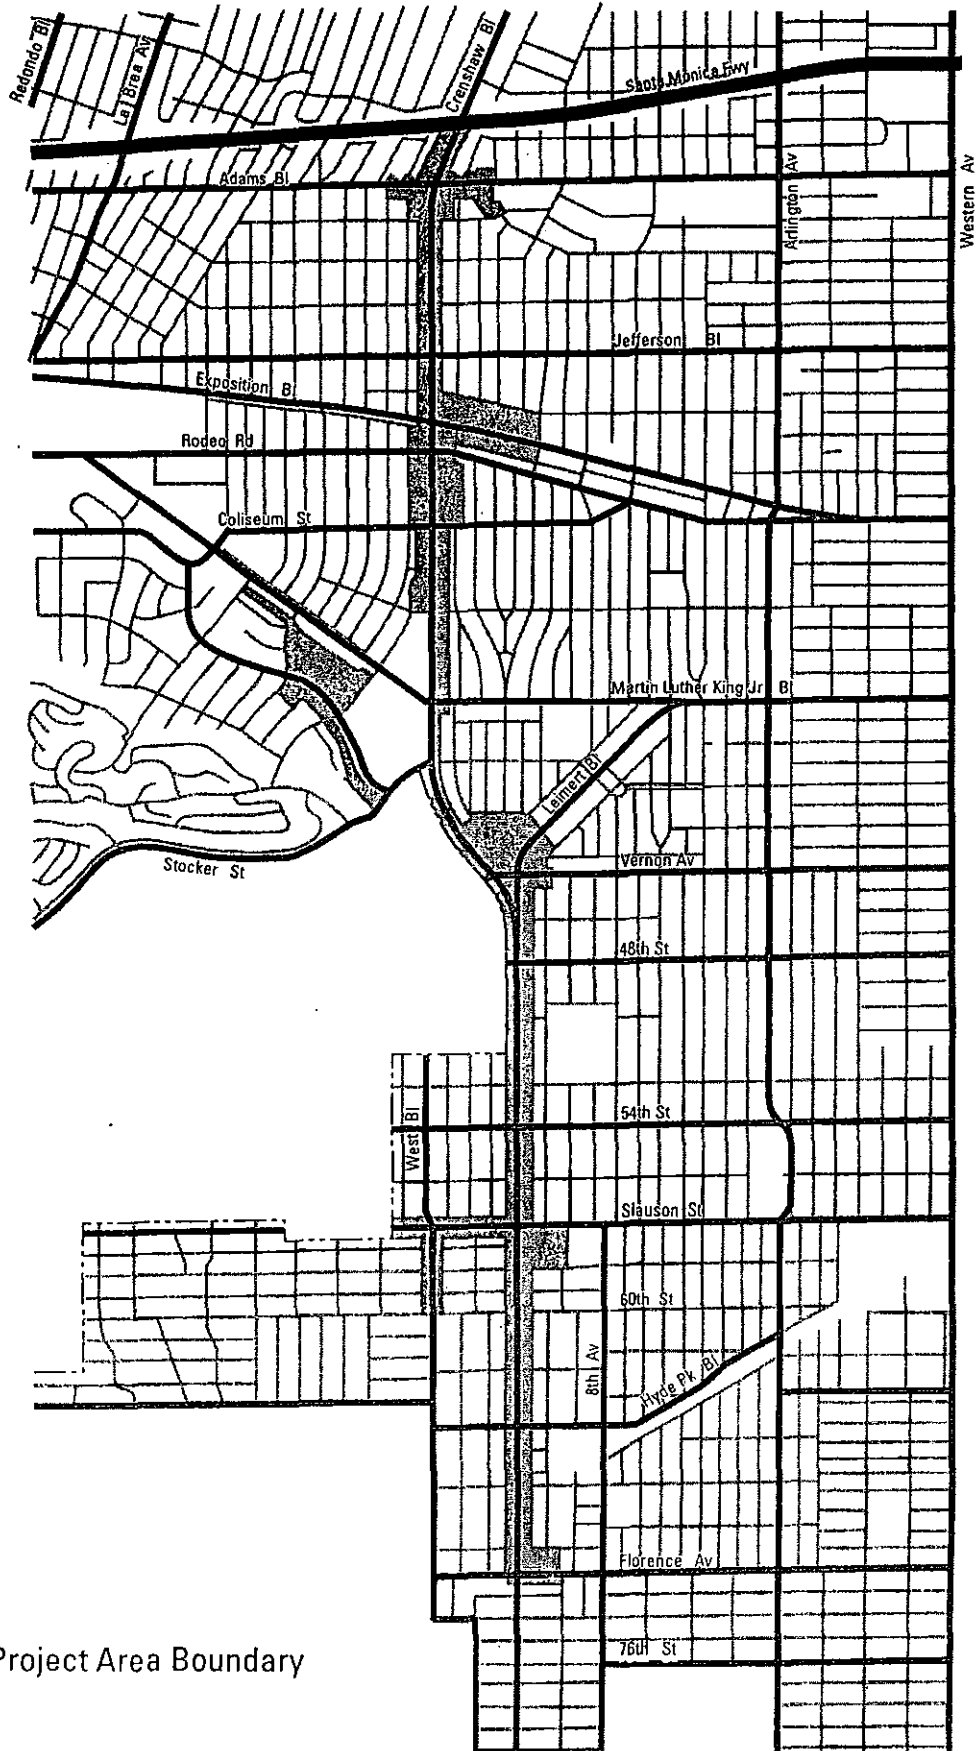 Redondo Bl
La Brea Av
Crenshaw Bl
Santa Monica Fwy
Adams Bl
Arlington Av
Western Av
Jefferson Bl
Exposition Bl
Rodeo Rd
Coliseum St
Martin Luther King Jr Bl
Leimert Bl
Vernon Av
Stocker St
48th St
54th St
West Bl
Slauson St
60th St
8th Av
Hyde Pk Bl
Florence Av
76th St
Project Area Boundary